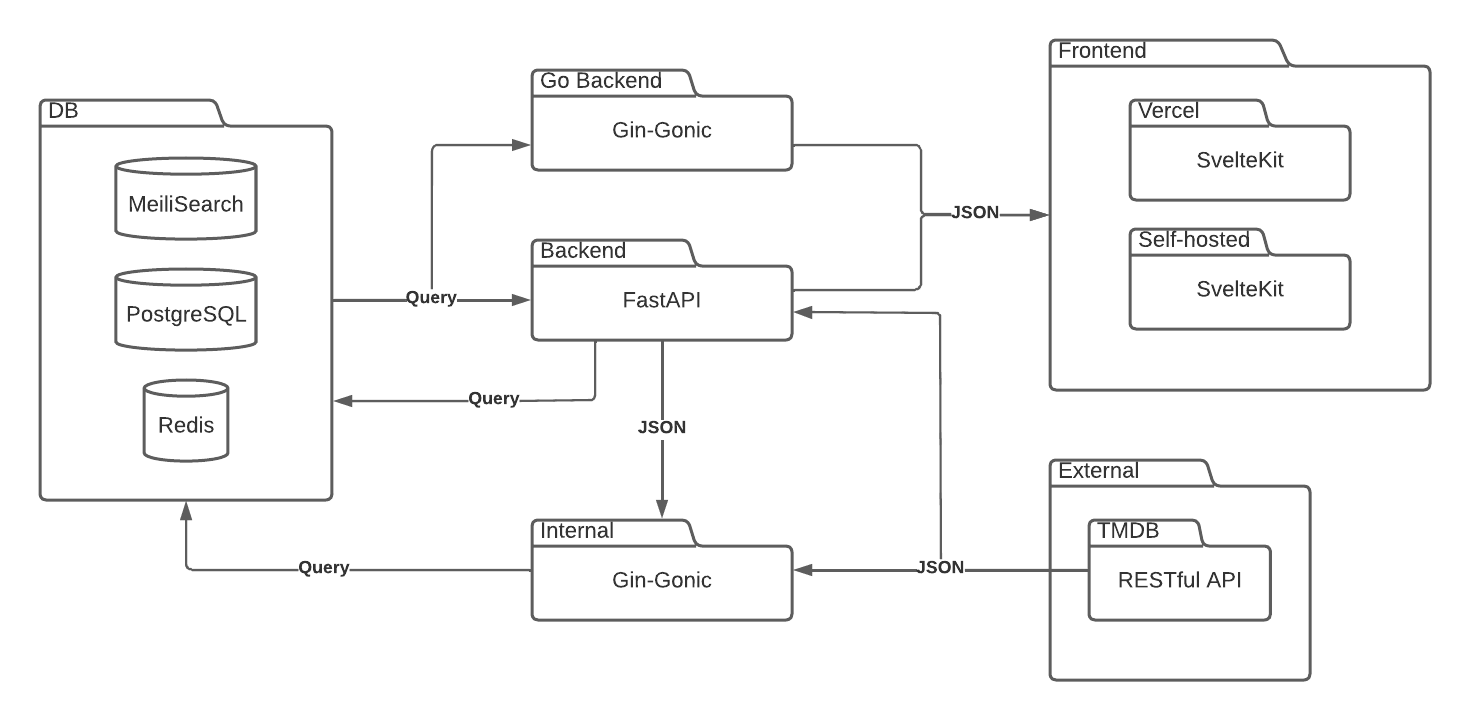 DB
MeiliSearch
PostgreSQL
Redis
Go Backend
Gin-Gonic
Query
Backend
FastAPI
Query
JSON
Internal
Gin-Gonic
Query
JSON
Frontend
Vercel
SvelteKit
Self-hosted
SvelteKit
External
TMDB
RESTful API
JSON